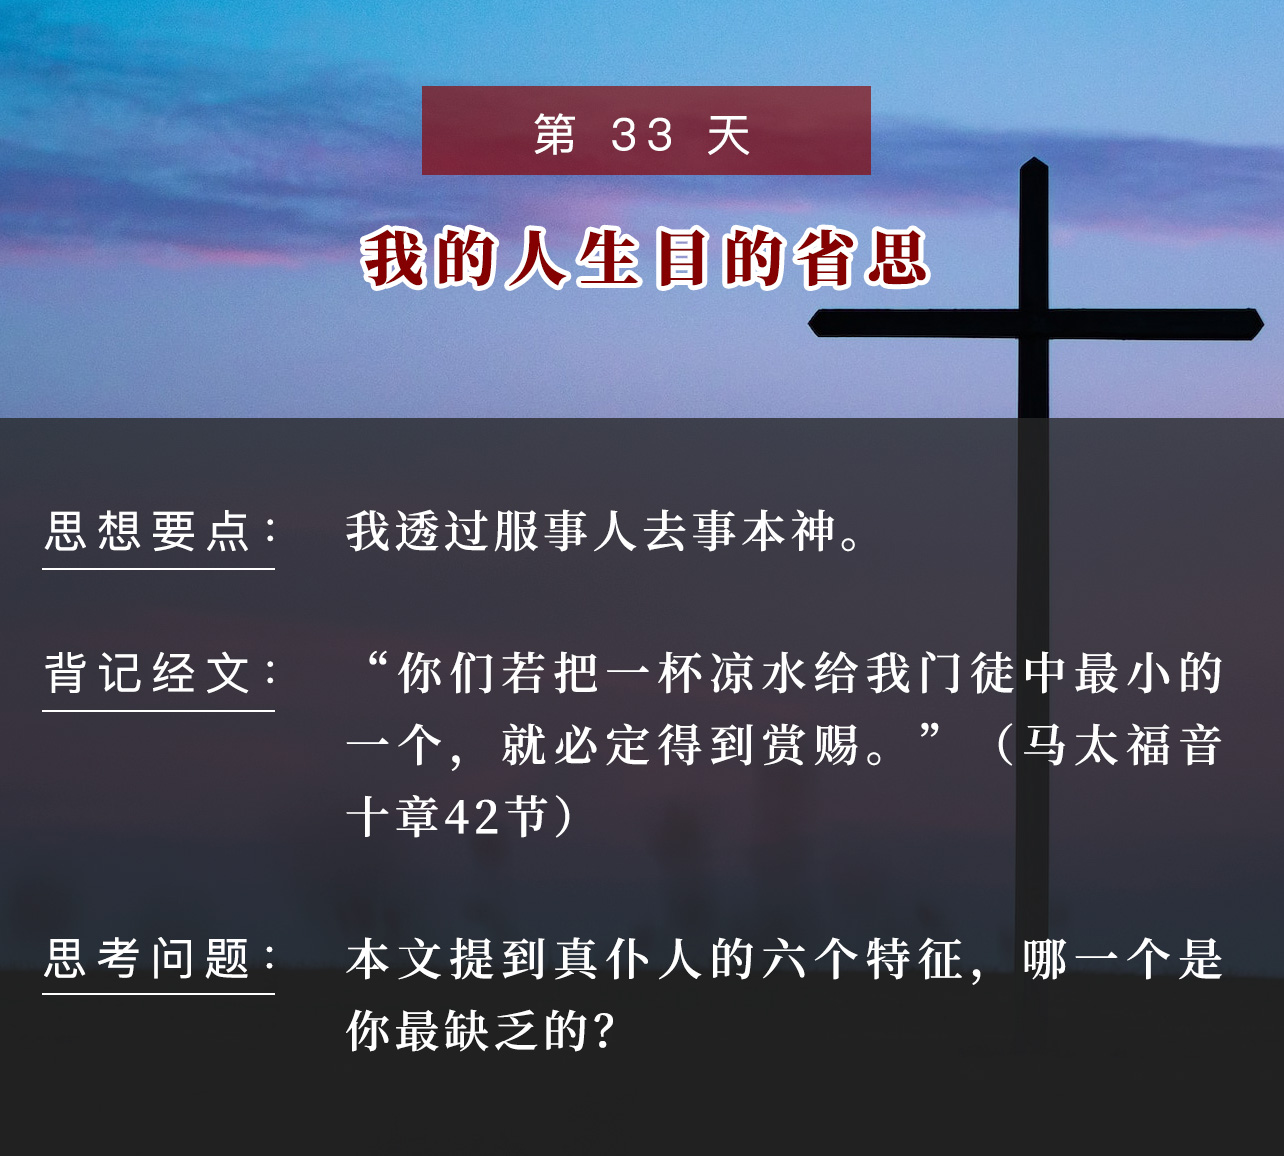 第 33 天
我的人生目的省思
思想要点：
我透过服事人去事本神。
背记经文：
“你们若把一杯凉水给我门徒中最小的
一个，就必定得到赏赐。”（马太福音
十章42节）
思考问题：
本文提到真仆人的六个特征，哪一个是
你最缺乏的？